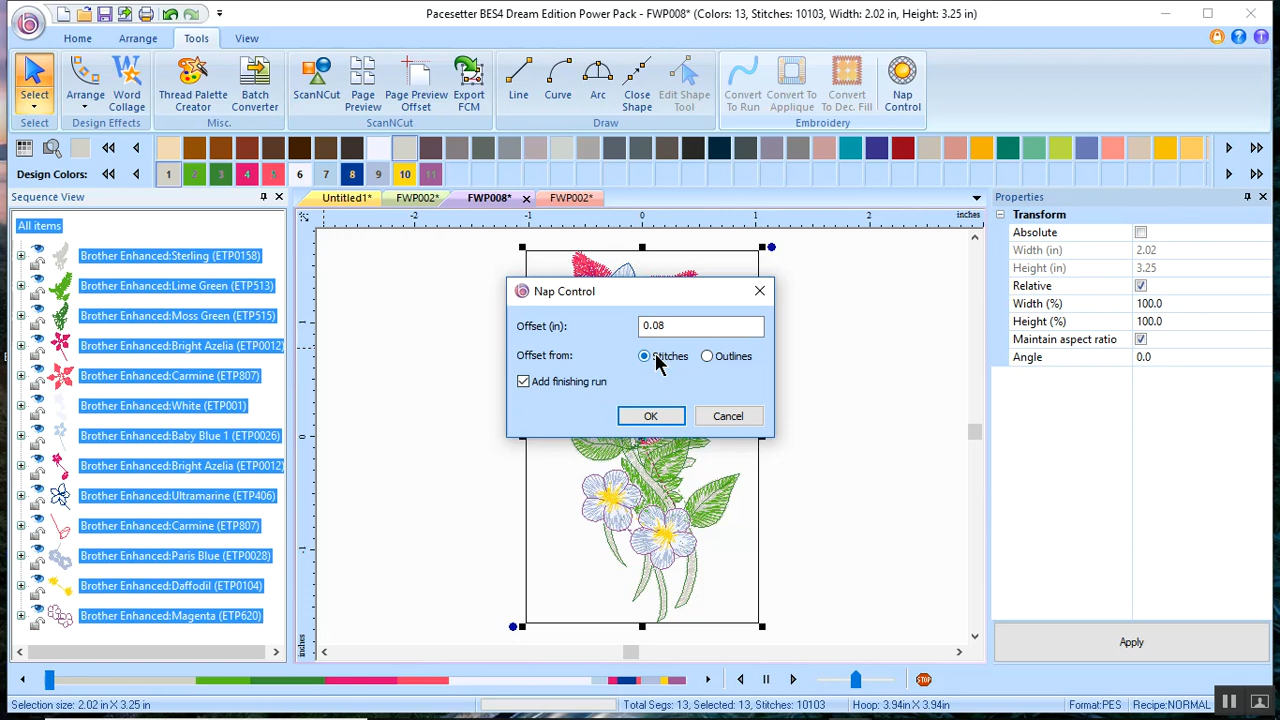 Pacesetter BES4 Dream Edition Power Pack - FWP008* (Colors: 13, Stitches: 10103, Width: 2.02 in, Height: 3.25 in)
Home Arrange Tools View
Select Arrange Word Collage Thread Palette Creator Batch Converter ScanNCut Page Preview Page Preview Offset Export FCM Line Curve Arc Close Shape Edit Shape Tool Convert To Run Convert To Applique Convert To Dec. Fill Nap Control
Select Design Effects Misc. ScanNCut Draw Embroidery
Design Colors: 1 2 3 4 5 6 7 8 9 10 11
Sequence View
All items
Brother Enhanced:Sterling (ETP0158)
Brother Enhanced:Lime Green (ETP513)
Brother Enhanced:Moss Green (ETP515)
Brother Enhanced:Bright Azelia (ETP0012)
Brother Enhanced:Carmine (ETP807)
Brother Enhanced:White (ETP001)
Brother Enhanced:Baby Blue 1 (ETP0026)
Brother Enhanced:Bright Azelia (ETP0012)
Brother Enhanced:Ultramarine (ETP406)
Brother Enhanced:Carmine (ETP807)
Brother Enhanced:Paris Blue (ETP0028)
Brother Enhanced:Daffodil (ETP0104)
Brother Enhanced:Magenta (ETP620)
Untitled1* FWP002* FWP008* FWP002*
-2 -1 0 1 2 inches
1
0
-1
inches
Nap Control
Offset (in): 0.08
Offset from: Stitches Outlines
Add finishing run
OK Cancel
Properties
Transform
Absolute
Width (in) 2.02
Height (in) 3.25
Relative
Width (%) 100.0
Height (%) 100.0
Maintain aspect ratio
Angle 0.0
Apply
STOP
Selection size: 2.02 in X 3.25 in Total Segs: 13, Selected: 13, Stitches: 10103 Hoop: 3.94in X 3.94in Format:PES Recipe:NORMAL